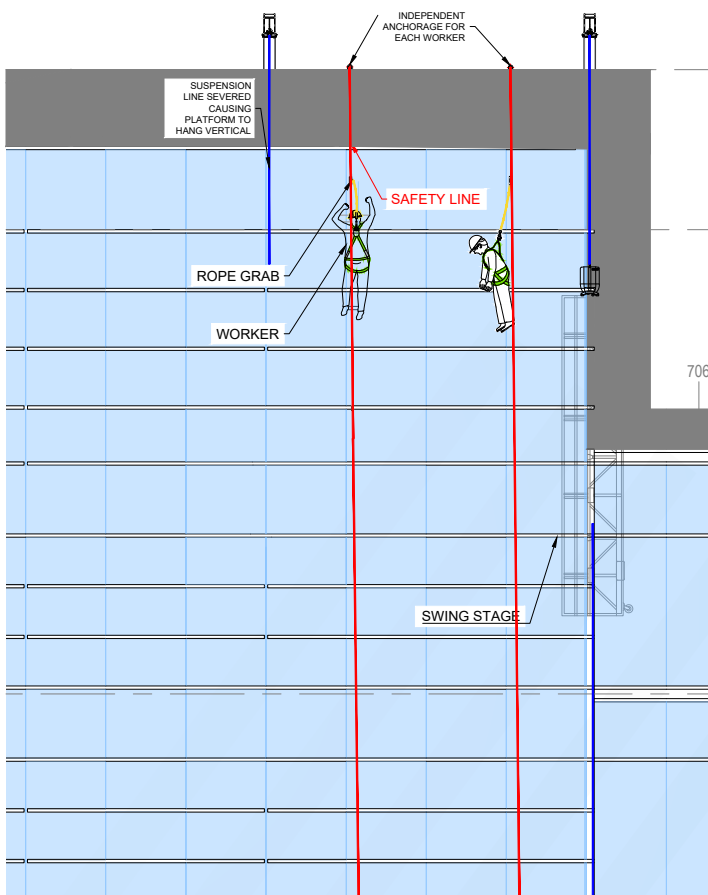 INDEPENDENT
ANCHORAGE FOR
EACH WORKER
SUSPENSION
LINE SEVERED
CAUSING
PLATFORM TO
HANG VERTICAL
SAFETY LINE
ROPE GRAB
WORKER
706
SWING STAGE